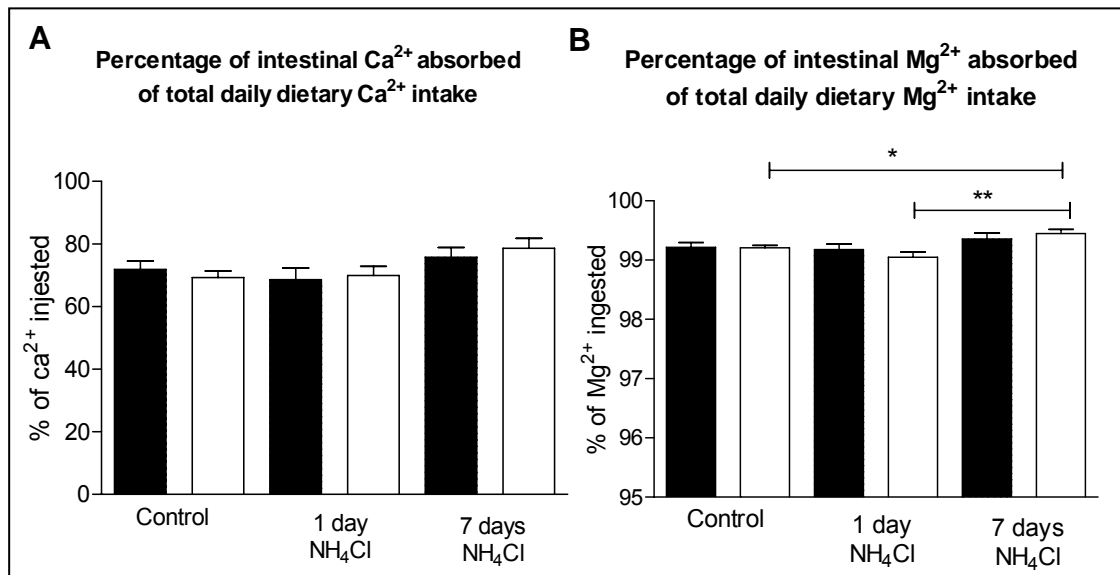 A
Percentage of intestinal Ca²⁺ absorbed
of total daily dietary Ca²⁺ intake
100
80
60
40
20
0
% of ca²⁺ injested
Control
1 day
NH₄Cl
7 days
NH₄Cl
B
Percentage of intestinal Mg²⁺ absorbed
of total daily dietary Mg²⁺ intake
*
**
100
99
98
97
96
95
% of Mg²⁺ ingested
Control
1 day
NH₄Cl
7 days
NH₄Cl